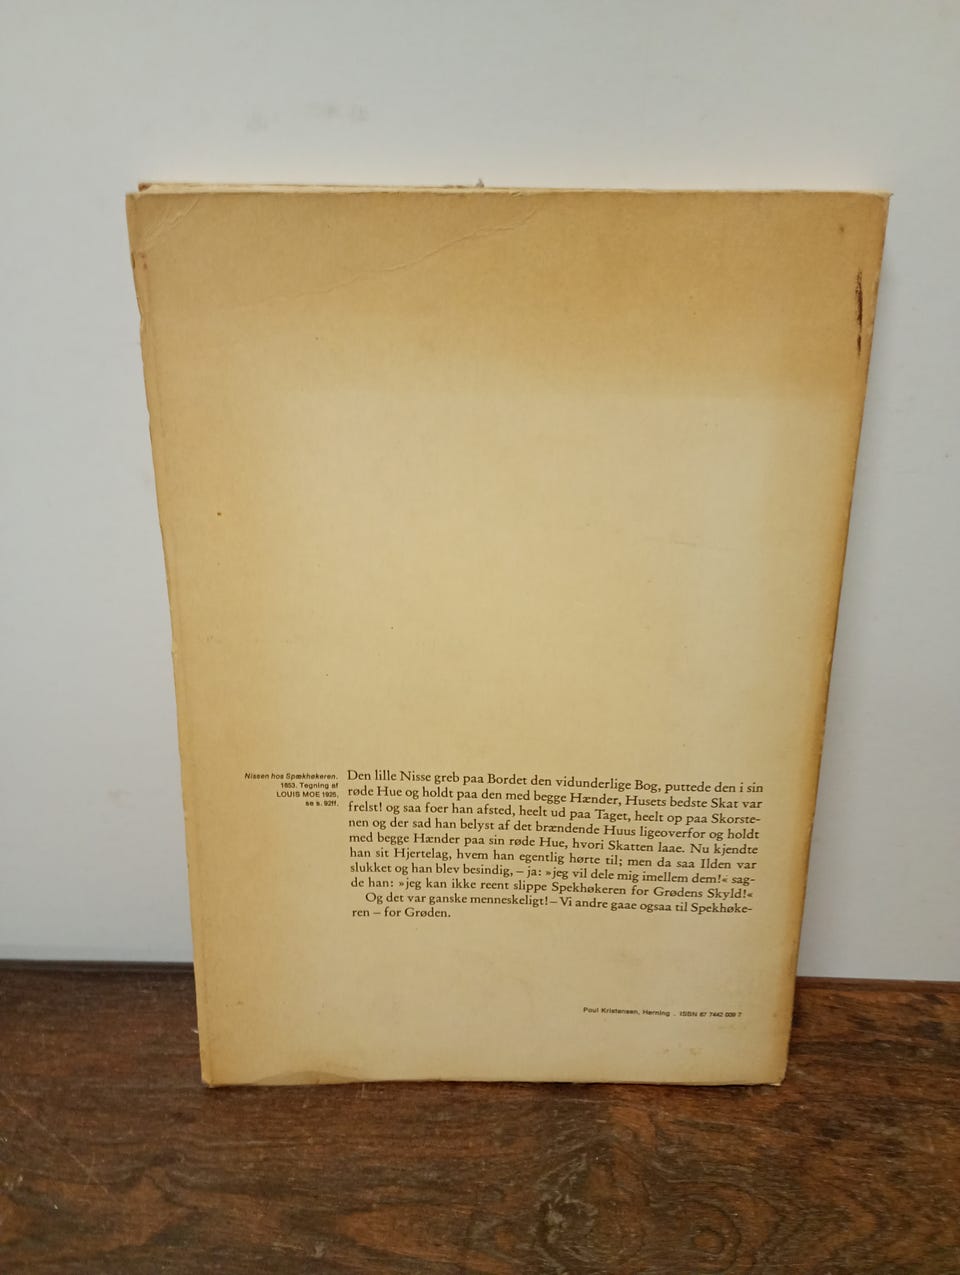 Nissen hos Spækhøkeren.
1853. Tegning af
LOUIS MOE 1925,
se s. 92ff.
Den lille Nisse greb paa Bordet den vidunderlige Bog, puttede den i sin
røde Hue og holdt paa den med begge Hænder, Husets bedste Skat var
frelst! og saa foer han afsted, heelt ud paa Taget, heelt op paa Skorste-
nen og der sad han belyst af det brændende Huus ligeoverfor og holdt
med begge Hænder paa sin røde Hue, hvori Skatten laae. Nu kjendte
han sit Hjertelag, hvem han egentlig hørte til; men da saa Ilden var
slukket og han blev besindig, – ja: »jeg vil dele mig imellem dem!« sag-
de han: »jeg kan ikke reent slippe Spekhøkeren for Grødens Skyld!«
Og det var ganske menneskeligt! – Vi andre gaae ogsaa til Spekhøke-
ren – for Grøden.
Poul Kristensen, Herning . ISBN 87 7442 009 7